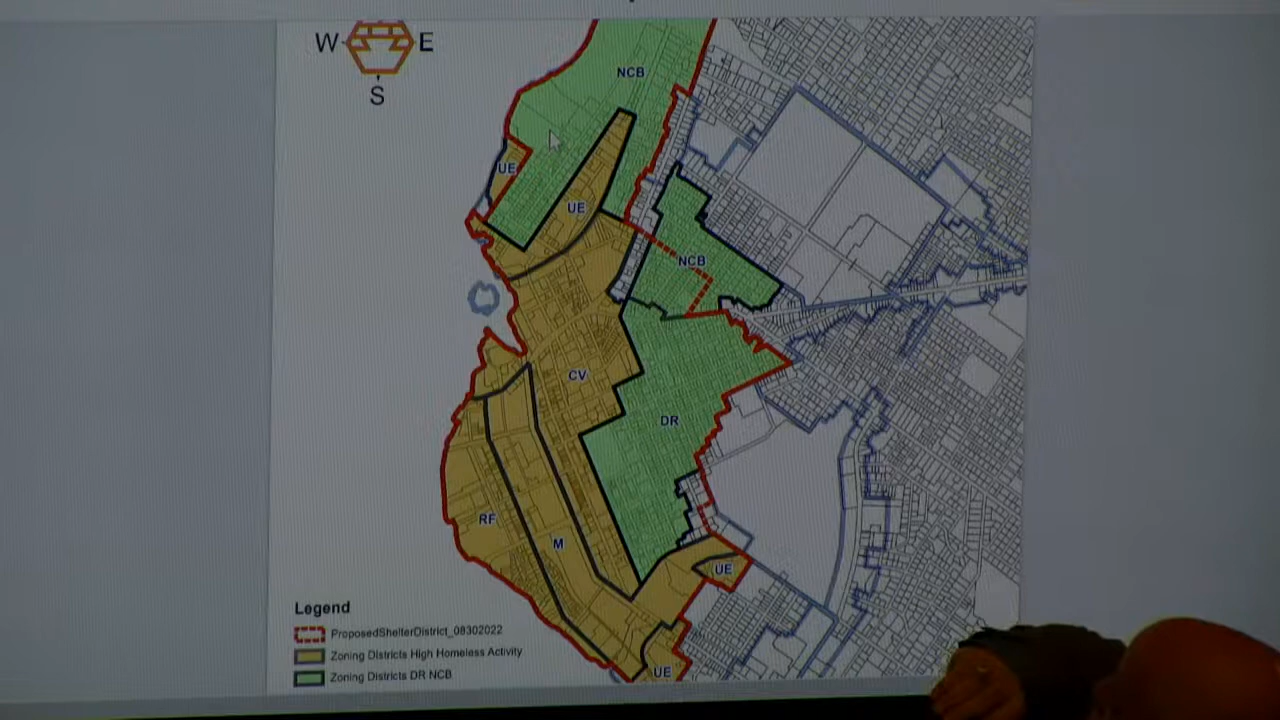 W E
S
NCB
UE
UE
NCB
CV
DR
RF
M
UE
UE
Legend
ProposedShelterDistrict_08302022
Zoning Districts High Homeless Activity
Zoning Districts DR NCB